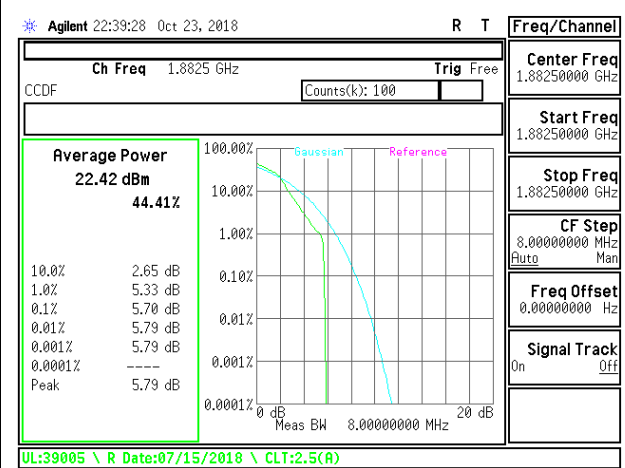 Agilent 22:39:28 Oct 23, 2018 R T
Ch Freq 1.8825 GHz Trig Free
CCDF Counts(k): 100
Average Power
22.42 dBm
44.41%
10.0% 2.65 dB
1.0% 5.33 dB
0.1% 5.70 dB
0.01% 5.79 dB
0.001% 5.79 dB
0.0001% ----
Peak 5.79 dB
100.00%
Gaussian Reference
10.00%
1.00%
0.10%
0.01%
0.001%
0.0001%
0 dB 20 dB
Meas BW 8.00000000 MHz
Freq/Channel
Center Freq
1.88250000 GHz
Start Freq
1.88250000 GHz
Stop Freq
1.88250000 GHz
CF Step
8.00000000 MHz
Auto Man
Freq Offset
0.00000000 Hz
Signal Track
On Off
UL:39005 \ R Date:07/15/2018 \ CLT:2.5(A)